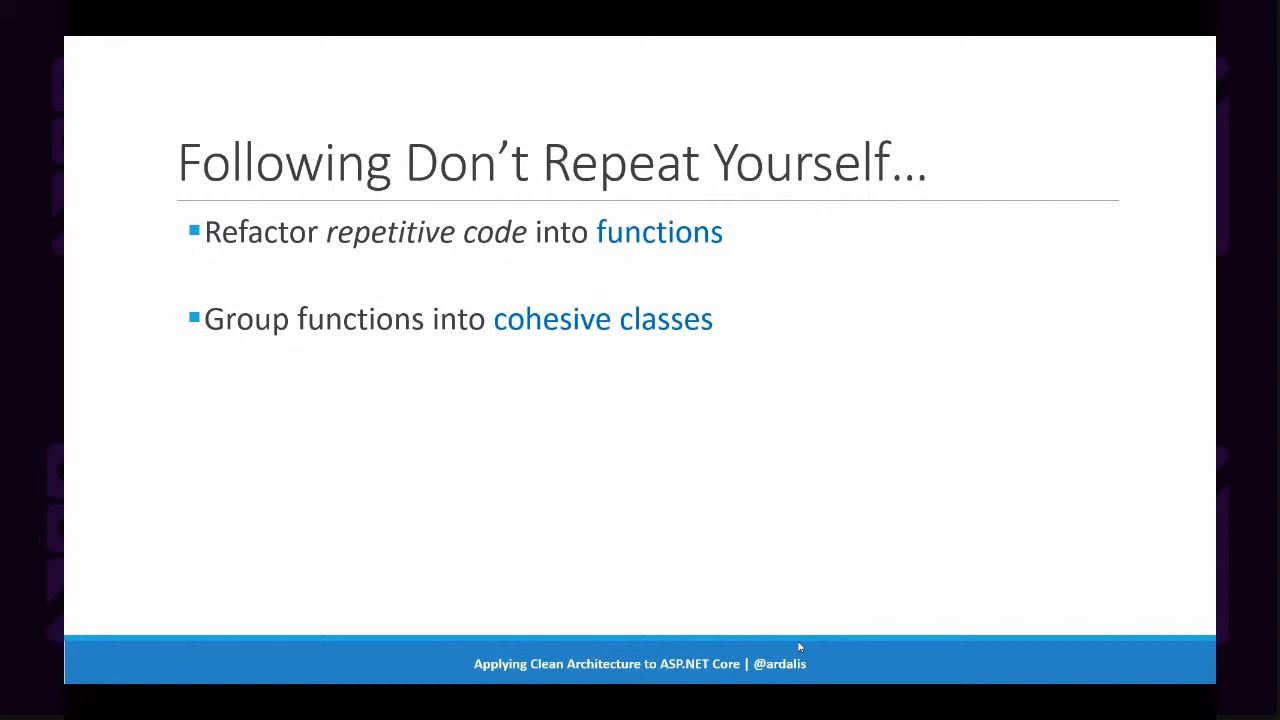 Following Don’t Repeat Yourself…
Refactor repetitive code into functions
Group functions into cohesive classes
Applying Clean Architecture to ASP.NET Core | @ardalis